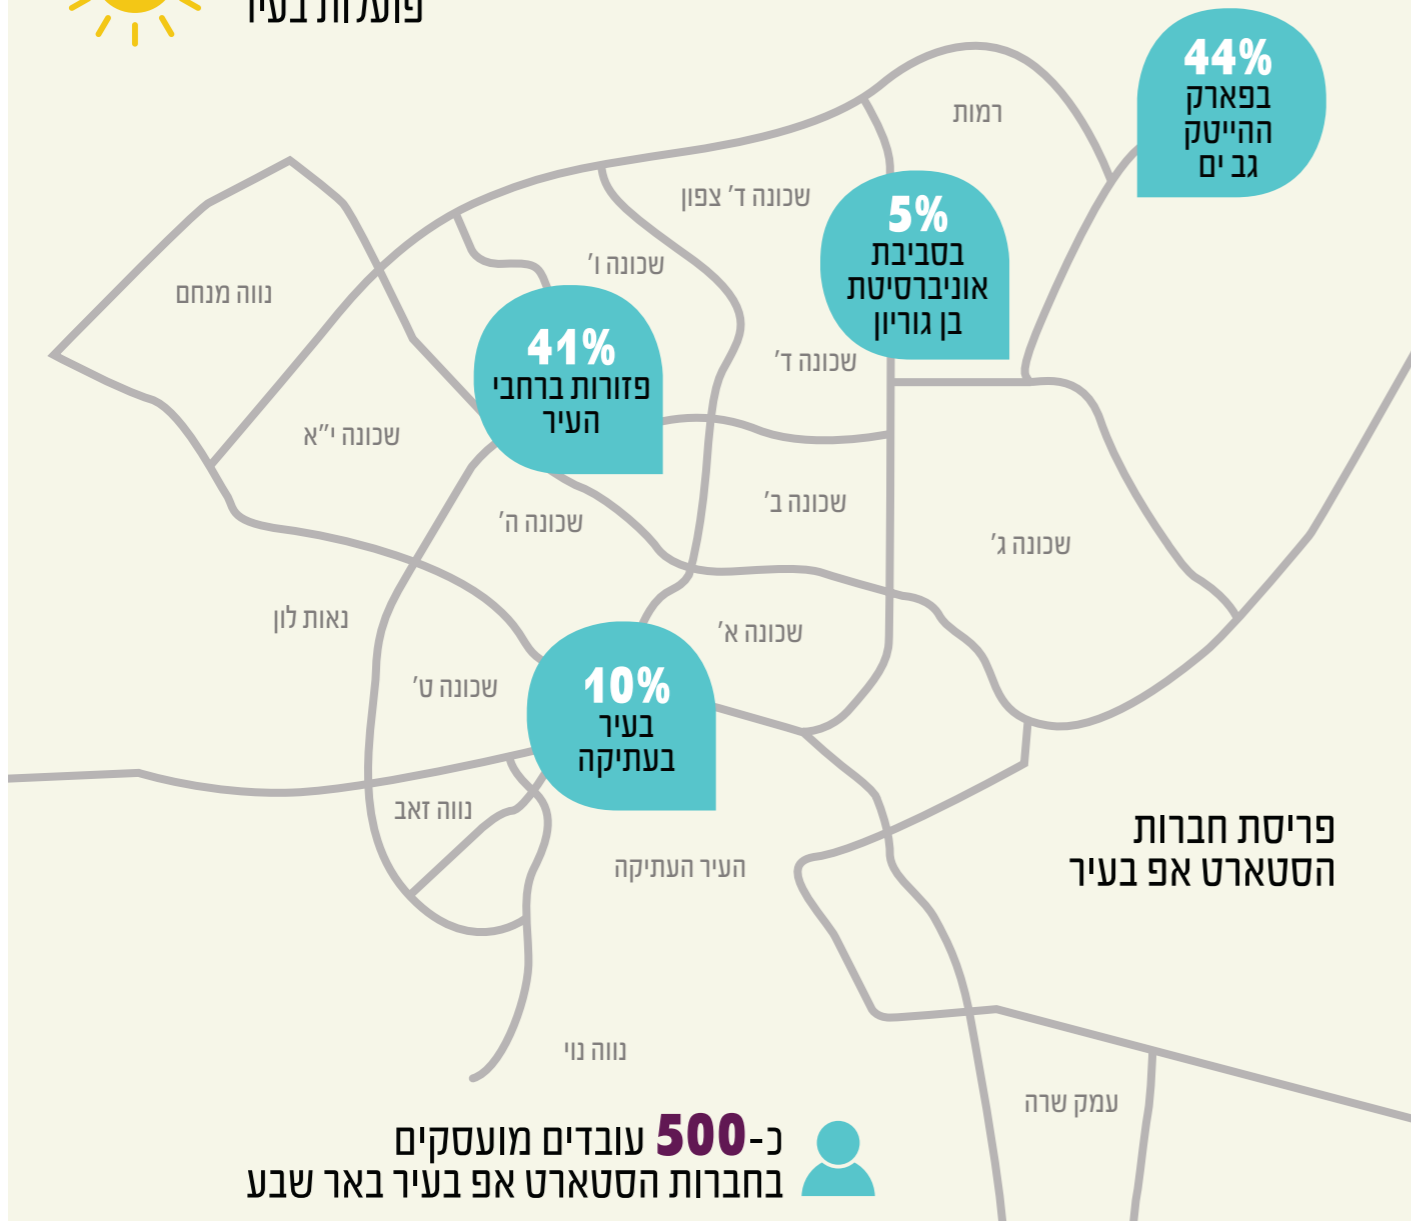 פועלות בעיר
44%
בפארק
ההייטק
גב ים
רמות
שכונה ד' צפון
5%
בסביבת
אוניברסיטת
בן גוריון
שכונה ו'
נווה מנחם
41%
פזורות ברחבי
העיר
שכונה ד'
שכונה י"א
שכונה ב'
שכונה ה'
שכונה ג'
נאות לון
שכונה א'
שכונה ט'
10%
בעיר
בעתיקה
נווה זאב
העיר העתיקה
פריסת חברות
הסטארט אפ בעיר
נווה נוי
עמק שרה
כ-500 עובדים מועסקים
בחברות הסטארט אפ בעיר באר שבע